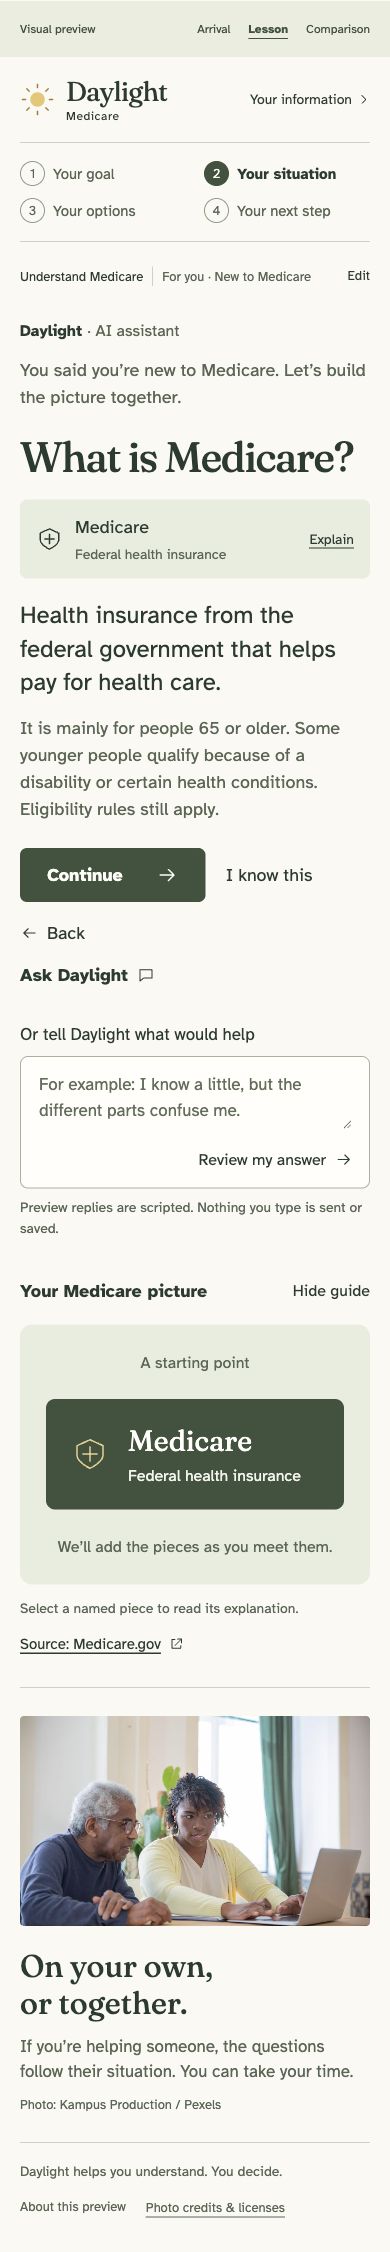 Visual preview
Arrival Lesson Comparison
Daylight
Medicare
Your information
1 Your goal
2 Your situation
3 Your options
4 Your next step
Understand Medicare
For you · New to Medicare
Edit
Daylight · AI assistant
You said you’re new to Medicare. Let’s build
the picture together.
What is Medicare?
Medicare
Federal health insurance
Explain
Health insurance from the
federal government that helps
pay for health care.
It is mainly for people 65 or older. Some
younger people qualify because of a
disability or certain health conditions.
Eligibility rules still apply.
Continue →
I know this
← Back
Ask Daylight
Or tell Daylight what would help
For example: I know a little, but the
different parts confuse me.
Review my answer →
Preview replies are scripted. Nothing you type is sent or
saved.
Your Medicare picture
Hide guide
A starting point
Medicare
Federal health insurance
We’ll add the pieces as you meet them.
Select a named piece to read its explanation.
Source: Medicare.gov
On your own,
or together.
If you’re helping someone, the questions
follow their situation. You can take your time.
Photo: Kampus Production / Pexels
Daylight helps you understand. You decide.
About this preview
Photo credits & licenses